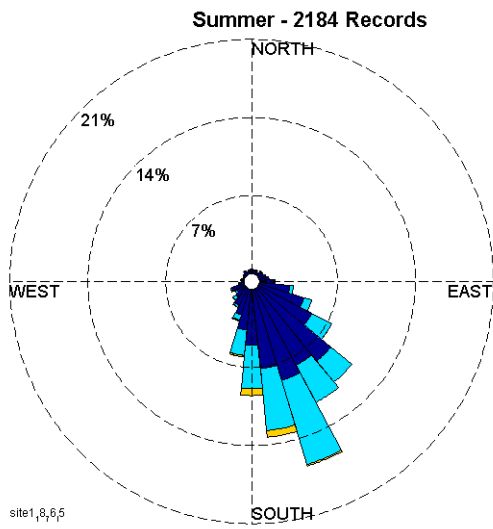 Summer - 2184 Records
NORTH
21%
14%
7%
WEST
EAST
SOUTH
site1,8,6,5